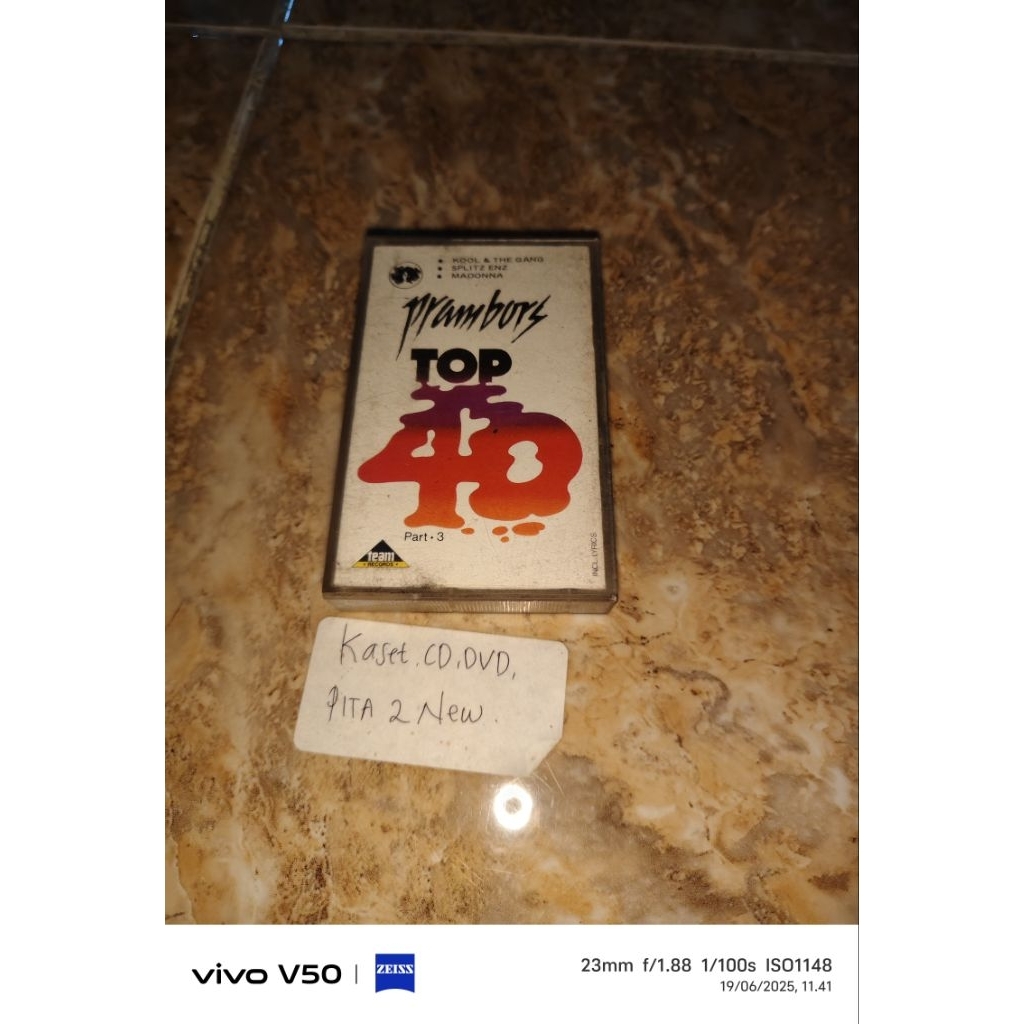 • KOOL & THE GANG
• SPLITZ ENZ
• MADONNA
prambors
TOP
40
Part • 3
team
• RECORDS •
INCL. LYRICS
Kaset, CD, DVD,
PITA 2 New.
vivo V50 | ZEISS
23mm f/1.88 1/100s ISO1148
19/06/2025, 11.41